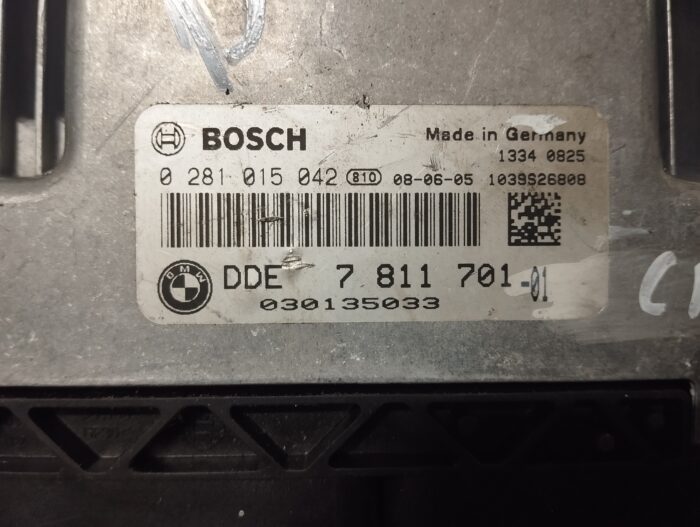 BOSCH
Made in Germany
1334 0825
0 281 015 042 810 08-06-05 1039S26808
BMW
DDE 7 811 701-01
030135033